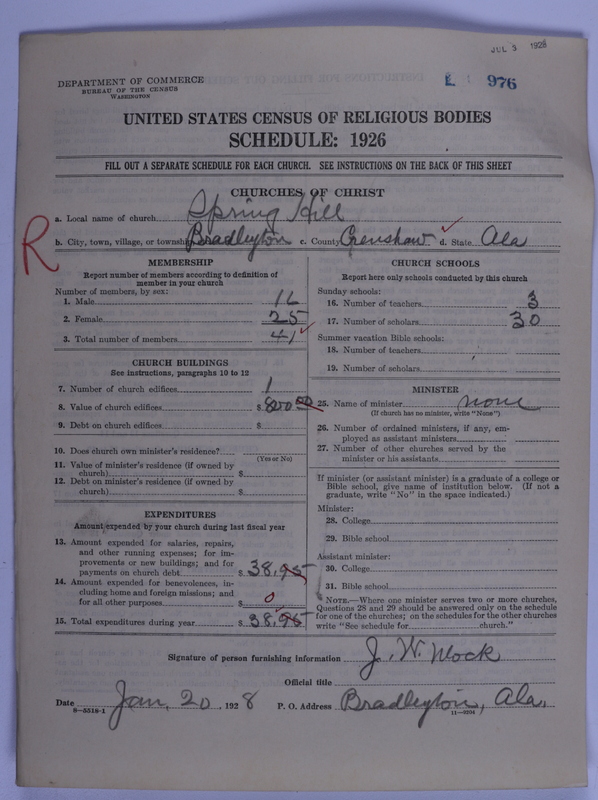 JUL 3 1928
DEPARTMENT OF COMMERCE
BUREAU OF THE CENSUS
WASHINGTON
976
UNITED STATES CENSUS OF RELIGIOUS BODIES
SCHEDULE: 1926
FILL OUT A SEPARATE SCHEDULE FOR EACH CHURCH. SEE INSTRUCTIONS ON THE BACK OF THIS SHEET
CHURCHES OF CHRIST
a. Local name of church Spring Hill
R
b. City, town, village, or township Bradleyton c. County Crenshaw d. State Ala
MEMBERSHIP
Report number of members according to definition of
member in your church
Number of members, by sex:
1. Male 16
2. Female 25
3. Total number of members 41
CHURCH BUILDINGS
See instructions, paragraphs 10 to 12
7. Number of church edifices 1
8. Value of church edifices $800.00
9. Debt on church edifices $
10. Does church own minister's residence?
(Yes or No)
11. Value of minister's residence (if owned by
church) $
12. Debt on minister's residence (if owned by
church) $
EXPENDITURES
Amount expended by your church during last fiscal year
13. Amount expended for salaries, repairs,
and other running expenses; for im-
provements or new buildings; and for
payments on church debt $38.95
14. Amount expended for benevolences, in-
cluding home and foreign missions; and
for all other purposes $ 0
15. Total expenditures during year $38.95
CHURCH SCHOOLS
Report here only schools conducted by this church
Sunday schools:
16. Number of teachers 3
17. Number of scholars 30
Summer vacation Bible schools:
18. Number of teachers
19. Number of scholars
MINISTER
25. Name of minister none
(If church has no minister, write "None")
26. Number of ordained ministers, if any, em-
ployed as assistant ministers
27. Number of other churches served by the
minister or his assistants
If minister (or assistant minister) is a graduate of a college or
Bible school, give name of institution below. (If not a
graduate, write "No" in the space indicated.)
Minister:
28. College
29. Bible school
Assistant minister:
30. College
31. Bible school
NOTE.—Where one minister serves two or more churches,
Questions 28 and 29 should be answered only on the schedule
for one of the churches; on the schedules for the other churches
write "See schedule for church."
Signature of person furnishing information J. W. Mock
Official title
Date Jan, 20, 1928 P. O. Address Bradleyton, Ala,
8-5518-1
11-9204